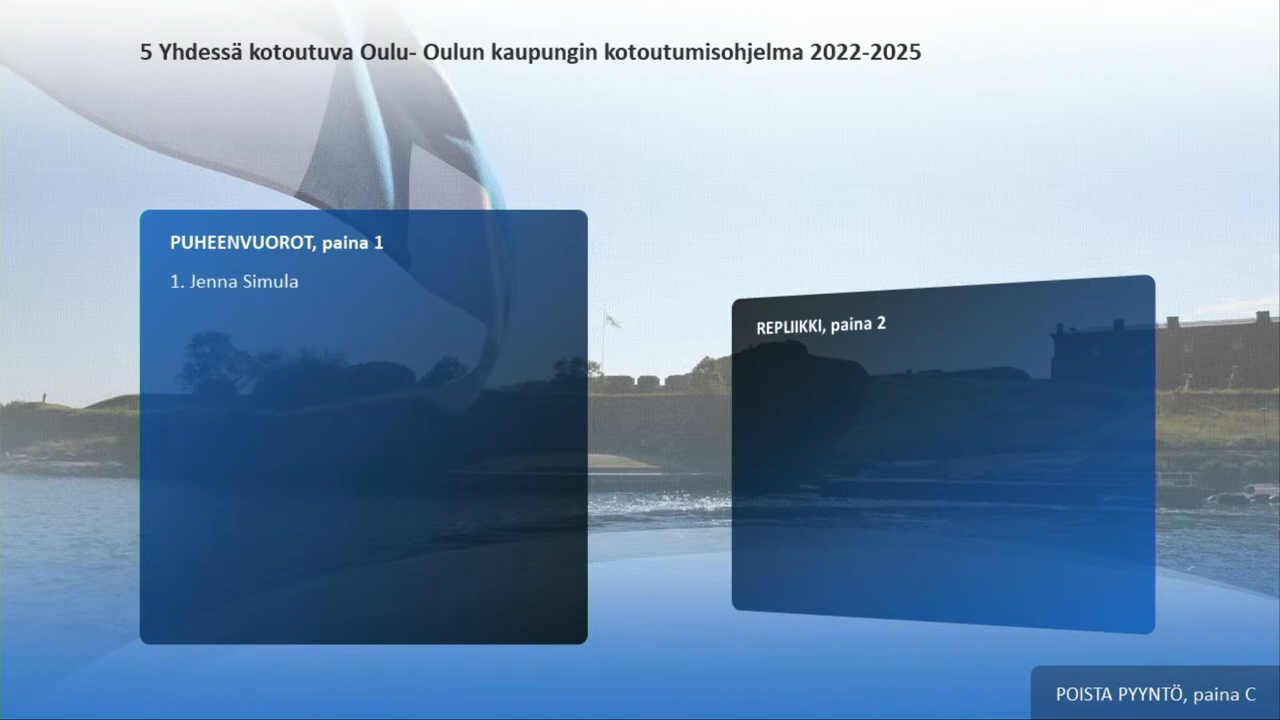 5 Yhdessä kotoutuva Oulu- Oulun kaupungin kotoutumisohjelma 2022-2025
PUHEENVUOROT, paina 1
1. Jenna Simula
REPLIIKKI, paina 2
POISTA PYYNTÖ, paina C